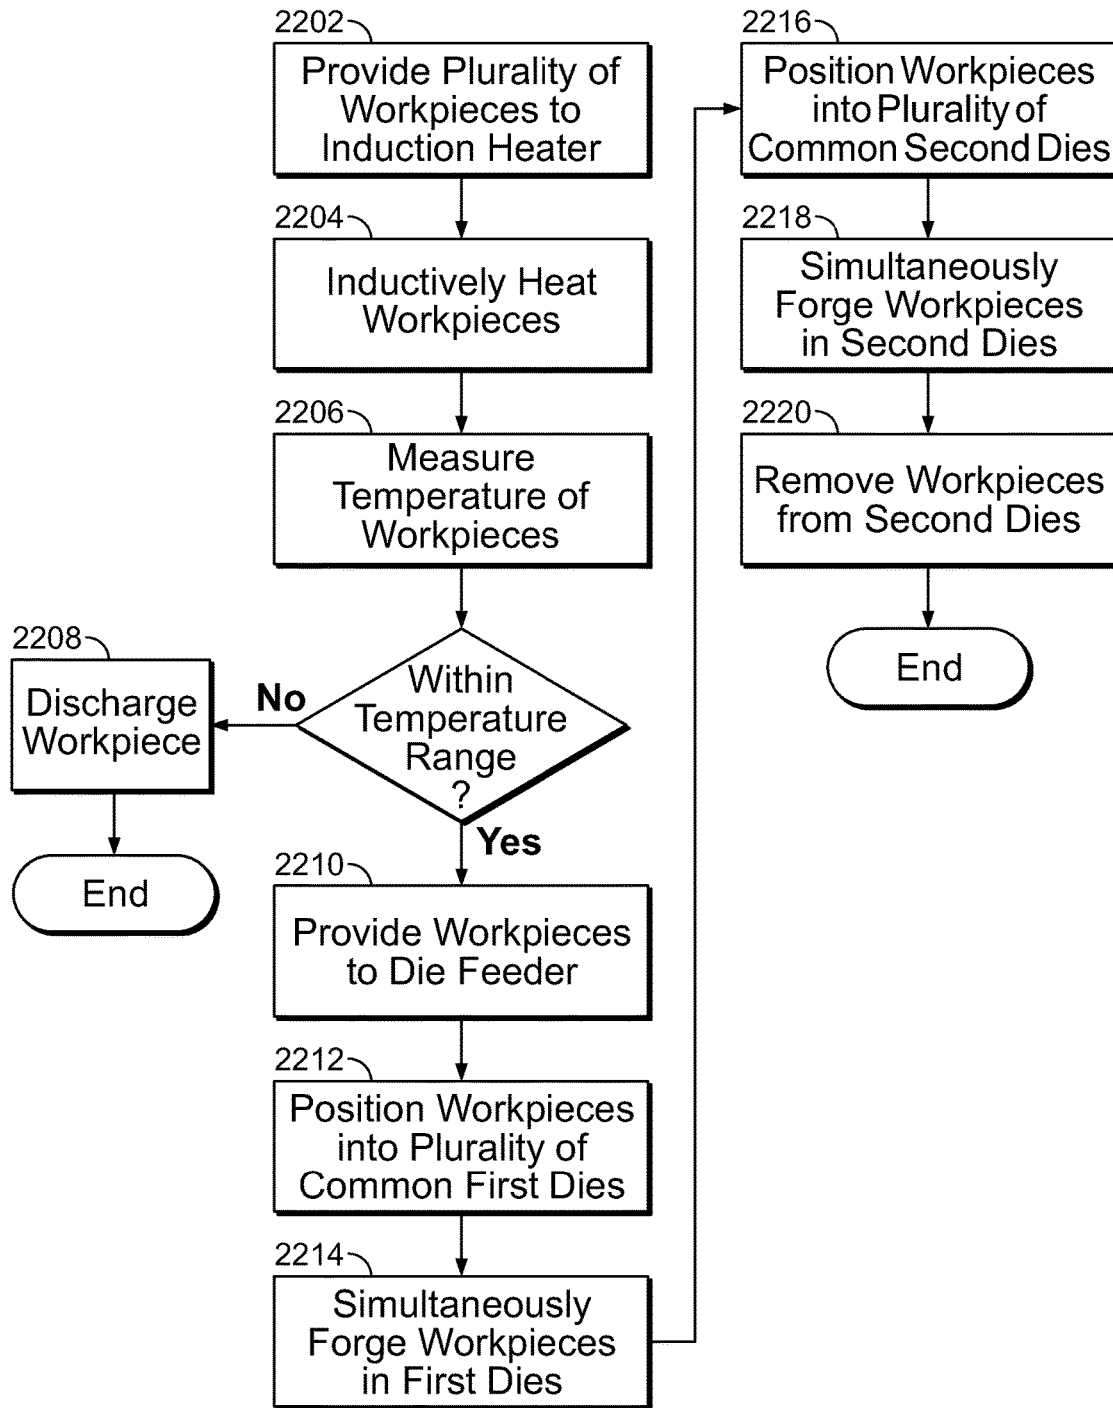 2202
Provide Plurality of
Workpieces to
Induction Heater
2204
Inductively Heat
Workpieces
2206
Measure
Temperature of
Workpieces
Within
Temperature
Range
?
No
2208
Discharge
Workpiece
End
Yes
2210
Provide Workpieces
to Die Feeder
2212
Position Workpieces
into Plurality of
Common First Dies
2214
Simultaneously
Forge Workpieces
in First Dies
2216
Position Workpieces
into Plurality of
Common Second Dies
2218
Simultaneously
Forge Workpieces
in Second Dies
2220
Remove Workpieces
from Second Dies
End